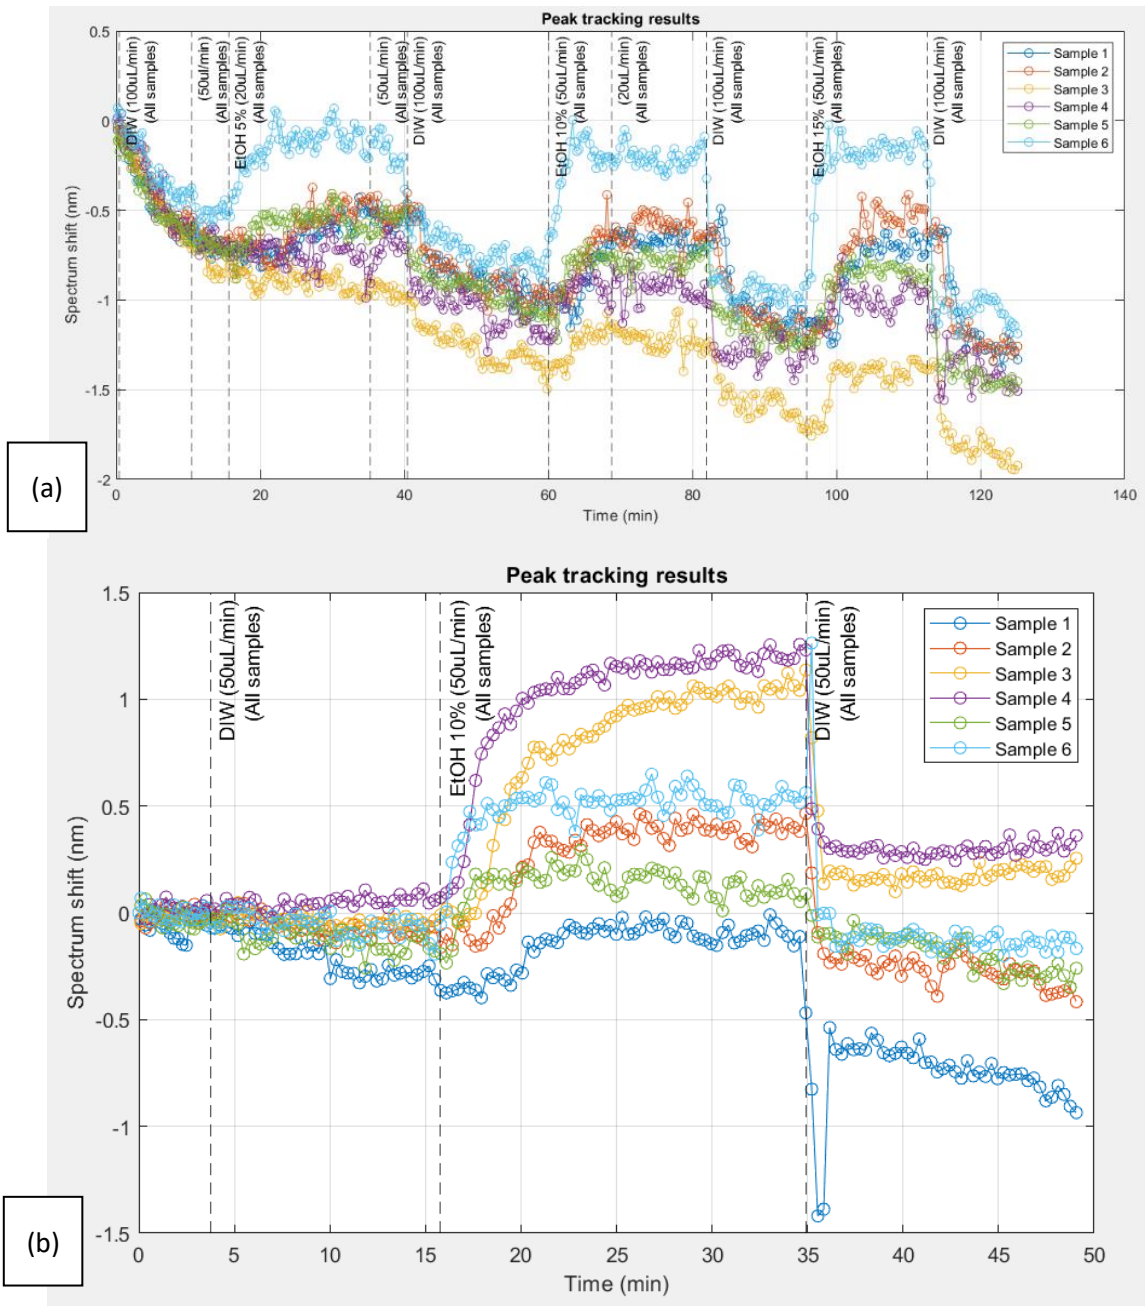 Peak tracking results
0.5
0
-0.5
-1
-1.5
-2
Spectrum shift (nm)
DIW (100uL/min)
(All samples)
(50ul/min)
(All samples)
EtOH 5% (20uL/min)
(All samples)
(50uL/min)
(All samples)
DIW (100uL/min)
(All samples)
EtOH 10% (50uL/min)
(All samples)
(20uL/min)
(All samples)
DIW (100uL/min)
(All samples)
EtOH 15% (50uL/min)
(All samples)
DIW (100uL/min)
(All samples)
Sample 1
Sample 2
Sample 3
Sample 4
Sample 5
Sample 6
0 20 40 60 80 100 120 140
Time (min)
(a)
Peak tracking results
1.5
1
0.5
0
-0.5
-1
-1.5
Spectrum shift (nm)
DIW (50uL/min)
(All samples)
EtOH 10% (50uL/min)
(All samples)
DIW (50uL/min)
(All samples)
Sample 1
Sample 2
Sample 3
Sample 4
Sample 5
Sample 6
0 5 10 15 20 25 30 35 40 45 50
Time (min)
(b)